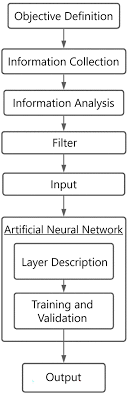 Objective Definition
Information Collection
Information Analysis
Filter
Input
Artificial Neural Network
Layer Description
Training and
Validation
Output